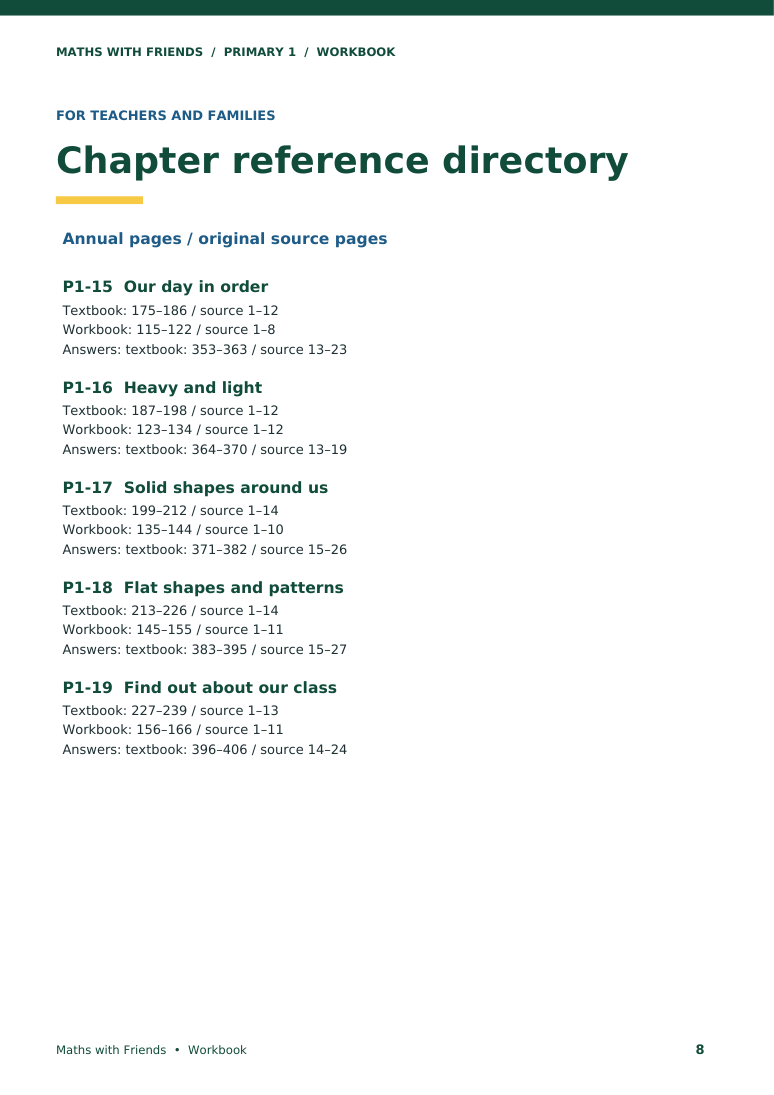 MATHS WITH FRIENDS / PRIMARY 1 / WORKBOOK
FOR TEACHERS AND FAMILIES
Chapter reference directory
Annual pages / original source pages
P1-15 Our day in order
Textbook: 175–186 / source 1–12
Workbook: 115–122 / source 1–8
Answers: textbook: 353–363 / source 13–23
P1-16 Heavy and light
Textbook: 187–198 / source 1–12
Workbook: 123–134 / source 1–12
Answers: textbook: 364–370 / source 13–19
P1-17 Solid shapes around us
Textbook: 199–212 / source 1–14
Workbook: 135–144 / source 1–10
Answers: textbook: 371–382 / source 15–26
P1-18 Flat shapes and patterns
Textbook: 213–226 / source 1–14
Workbook: 145–155 / source 1–11
Answers: textbook: 383–395 / source 15–27
P1-19 Find out about our class
Textbook: 227–239 / source 1–13
Workbook: 156–166 / source 1–11
Answers: textbook: 396–406 / source 14–24
Maths with Friends • Workbook
8